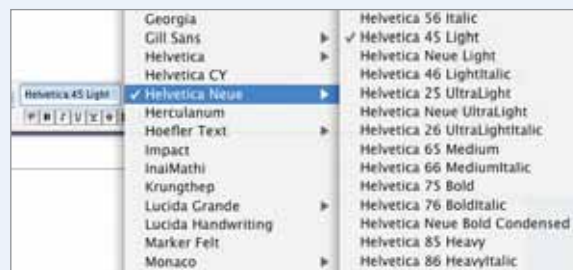 Helvetica 45 Light
P B I U
Georgia
Gill Sans
Helvetica
Helvetica CY
✓ Helvetica Neue
Herculanum
Hoefler Text
Impact
InaiMathi
Krungthep
Lucida Grande
Lucida Handwriting
Marker Felt
Monaco
Helvetica 56 Italic
✓ Helvetica 45 Light
Helvetica Neue Light
Helvetica 46 LightItalic
Helvetica 25 UltraLight
Helvetica Neue UltraLight
Helvetica 26 UltraLightItalic
Helvetica 65 Medium
Helvetica 66 MediumItalic
Helvetica 75 Bold
Helvetica 76 BoldItalic
Helvetica Neue Bold Condensed
Helvetica 85 Heavy
Helvetica 86 HeavyItalic